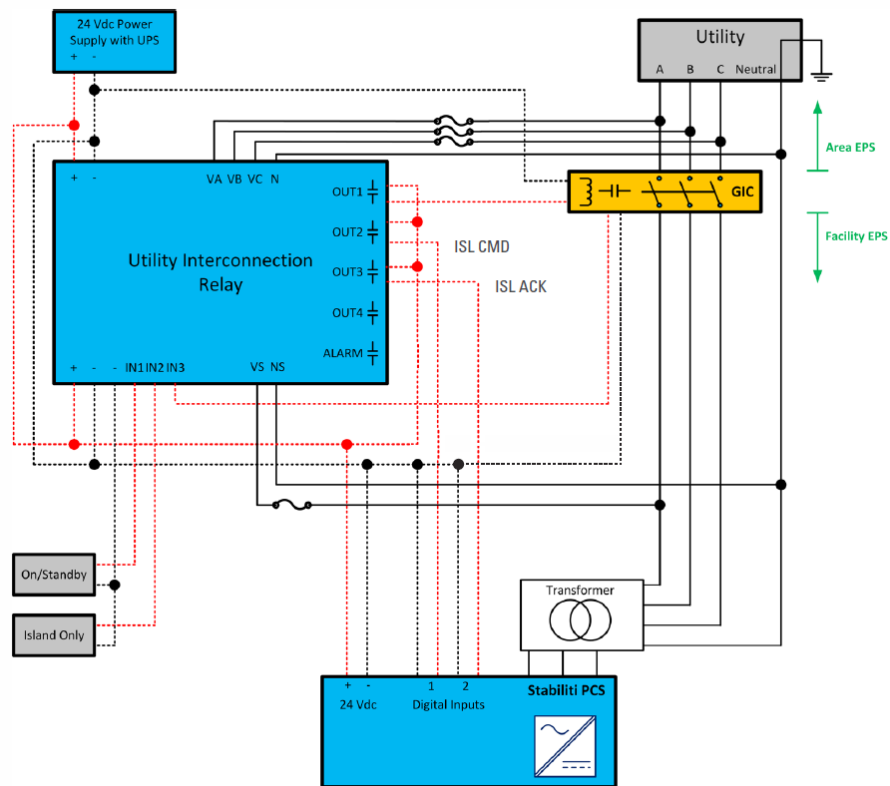 24 Vdc Power
Supply with UPS
+ -
Utility
A B C Neutral
Area EPS
+ -
VA VB VC N
OUT1
GIC
OUT2
ISL CMD
Facility EPS
Utility Interconnection
Relay
OUT3
ISL ACK
OUT4
ALARM
+ - - IN1 IN2 IN3
VS NS
On/Standby
Transformer
Island Only
+ - 1 2
Stabiliti PCS
24 Vdc Digital Inputs